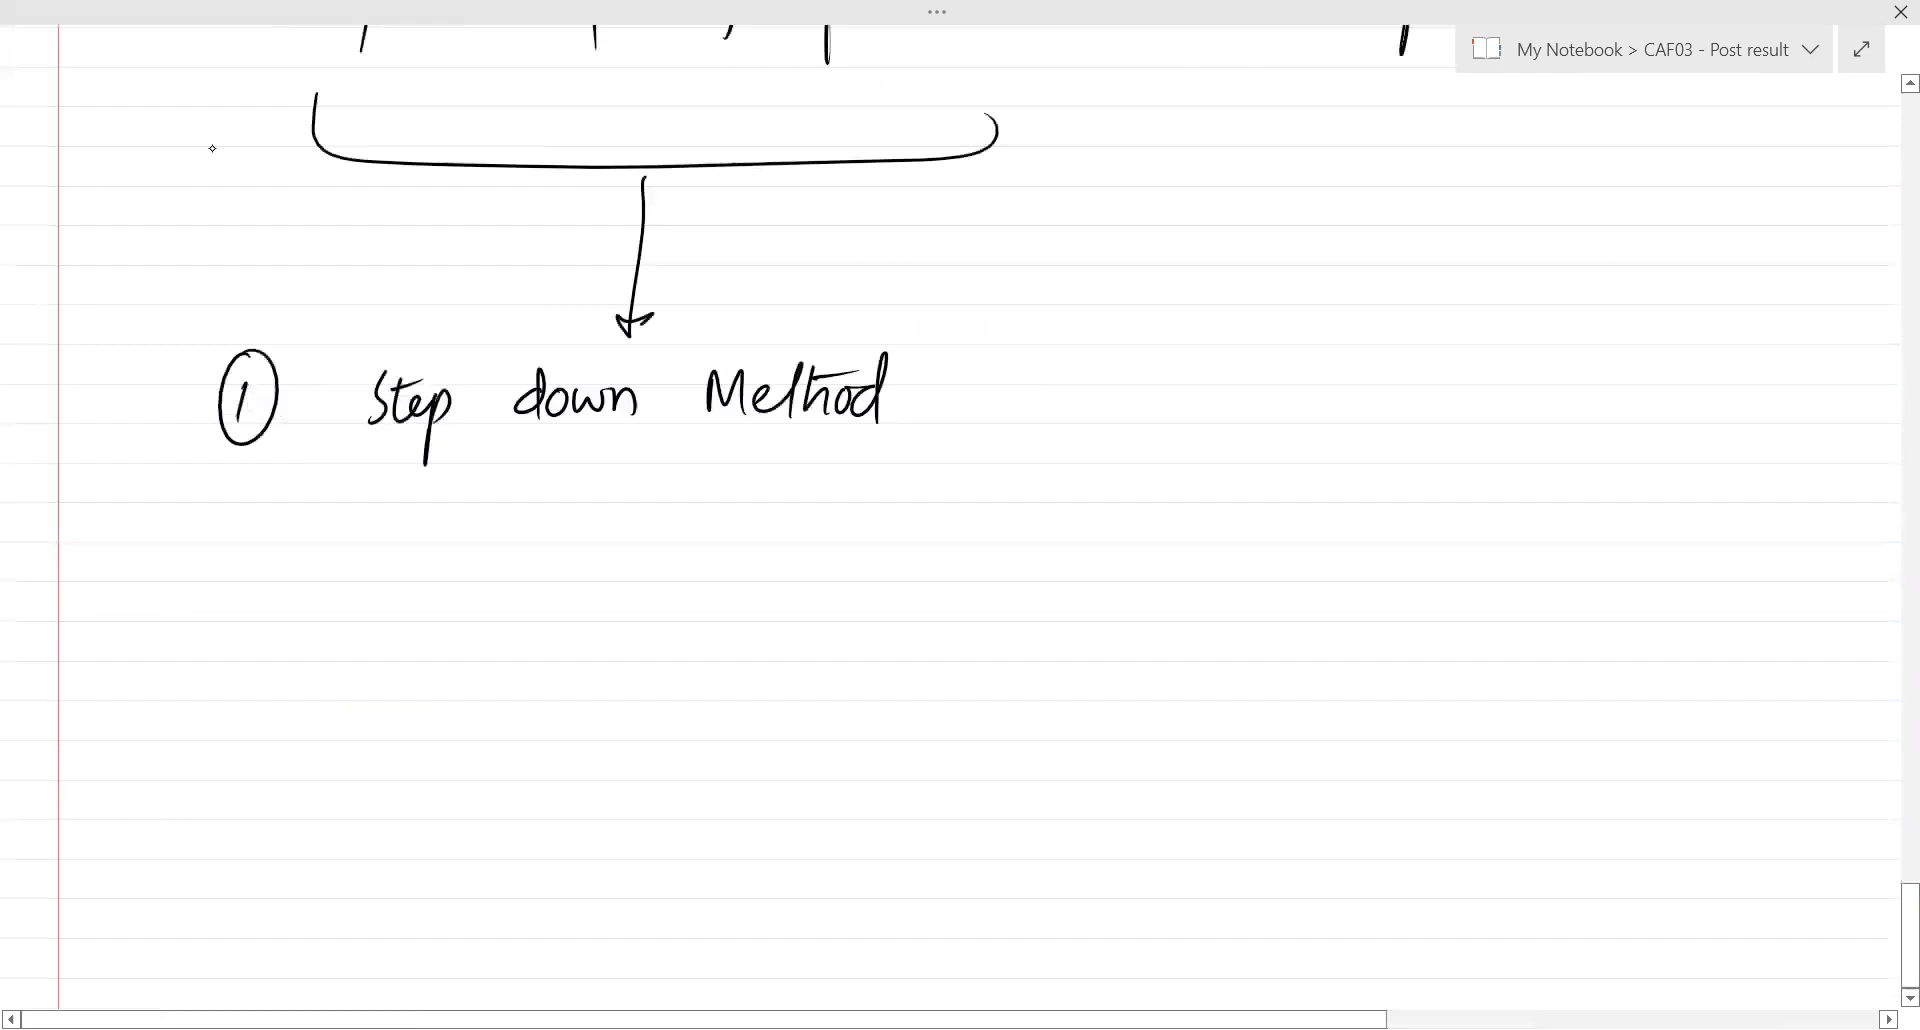 My Notebook > CAF03 - Post result
① Step down Method